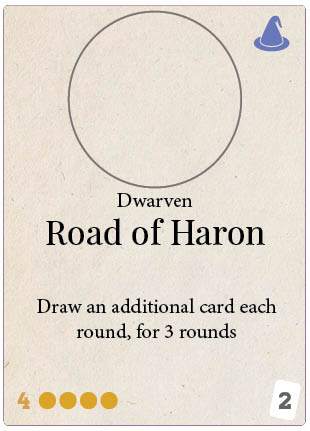 Dwarven
Road of Haron
Draw an additional card each
round, for 3 rounds
4
2